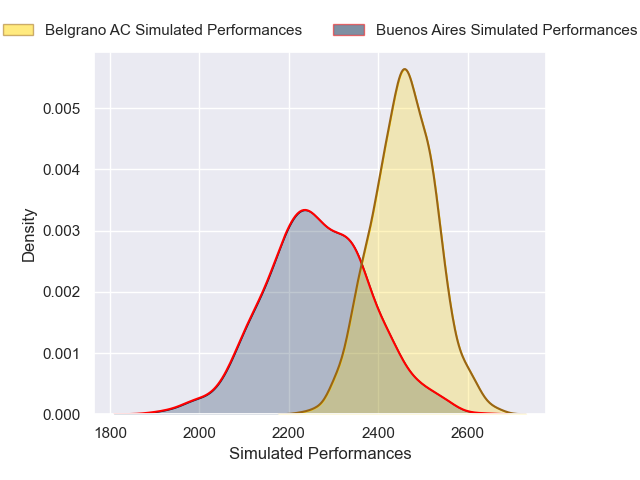 Belgrano AC Simulated Performances Buenos Aires Simulated Performances
0.005
0.004
0.003
0.002
0.001
0.000
Density
1800 2000 2200 2400 2600
Simulated Performances